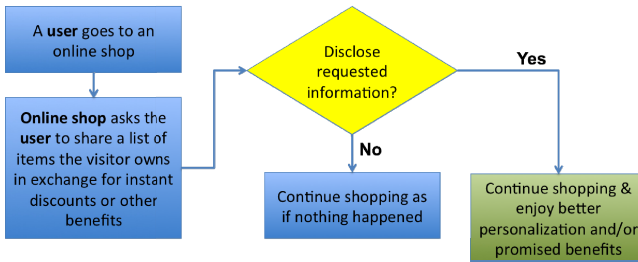 A user goes to an
online shop
Online shop asks the
user to share a list of
items the visitor owns
in exchange for instant
discounts or other
benefits
Disclose
requested
information?
Yes
No
Continue shopping as
if nothing happened
Continue shopping &
enjoy better
personalization and/or
promised benefits